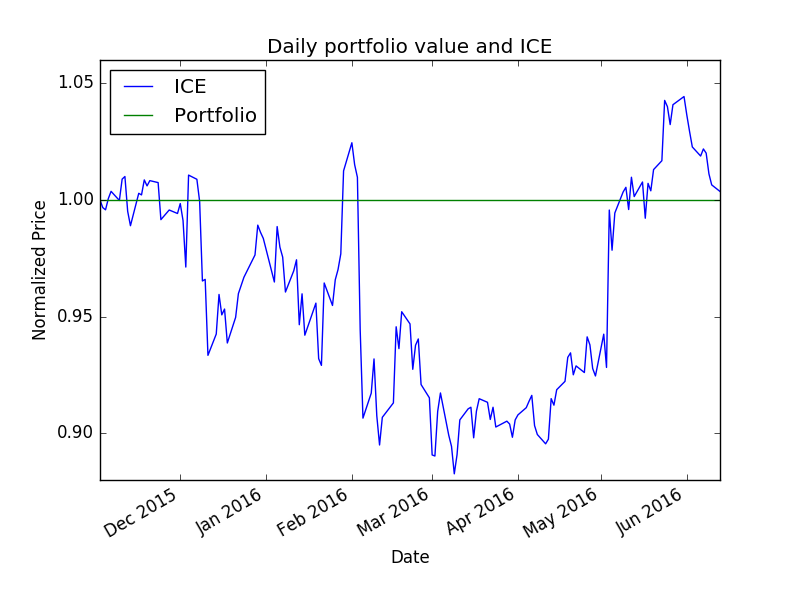 Daily portfolio value and ICE
1.05
1.00
0.95
0.90
Normalized Price
ICE
Portfolio
Dec 2015
Jan 2016
Feb 2016
Mar 2016
Apr 2016
May 2016
Jun 2016
Date